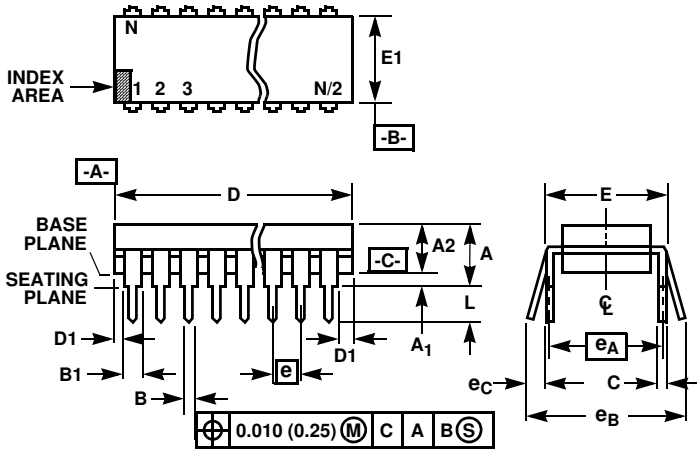 N
E1
INDEX
AREA
1 2 3 N/2
-B-
-A-
D
E
BASE
PLANE
A2
A
-C-
SEATING
PLANE
L
C
L
D1
A1
D1
eA
B1
e
eC
C
B
eB
0.010 (0.25) M C A B S